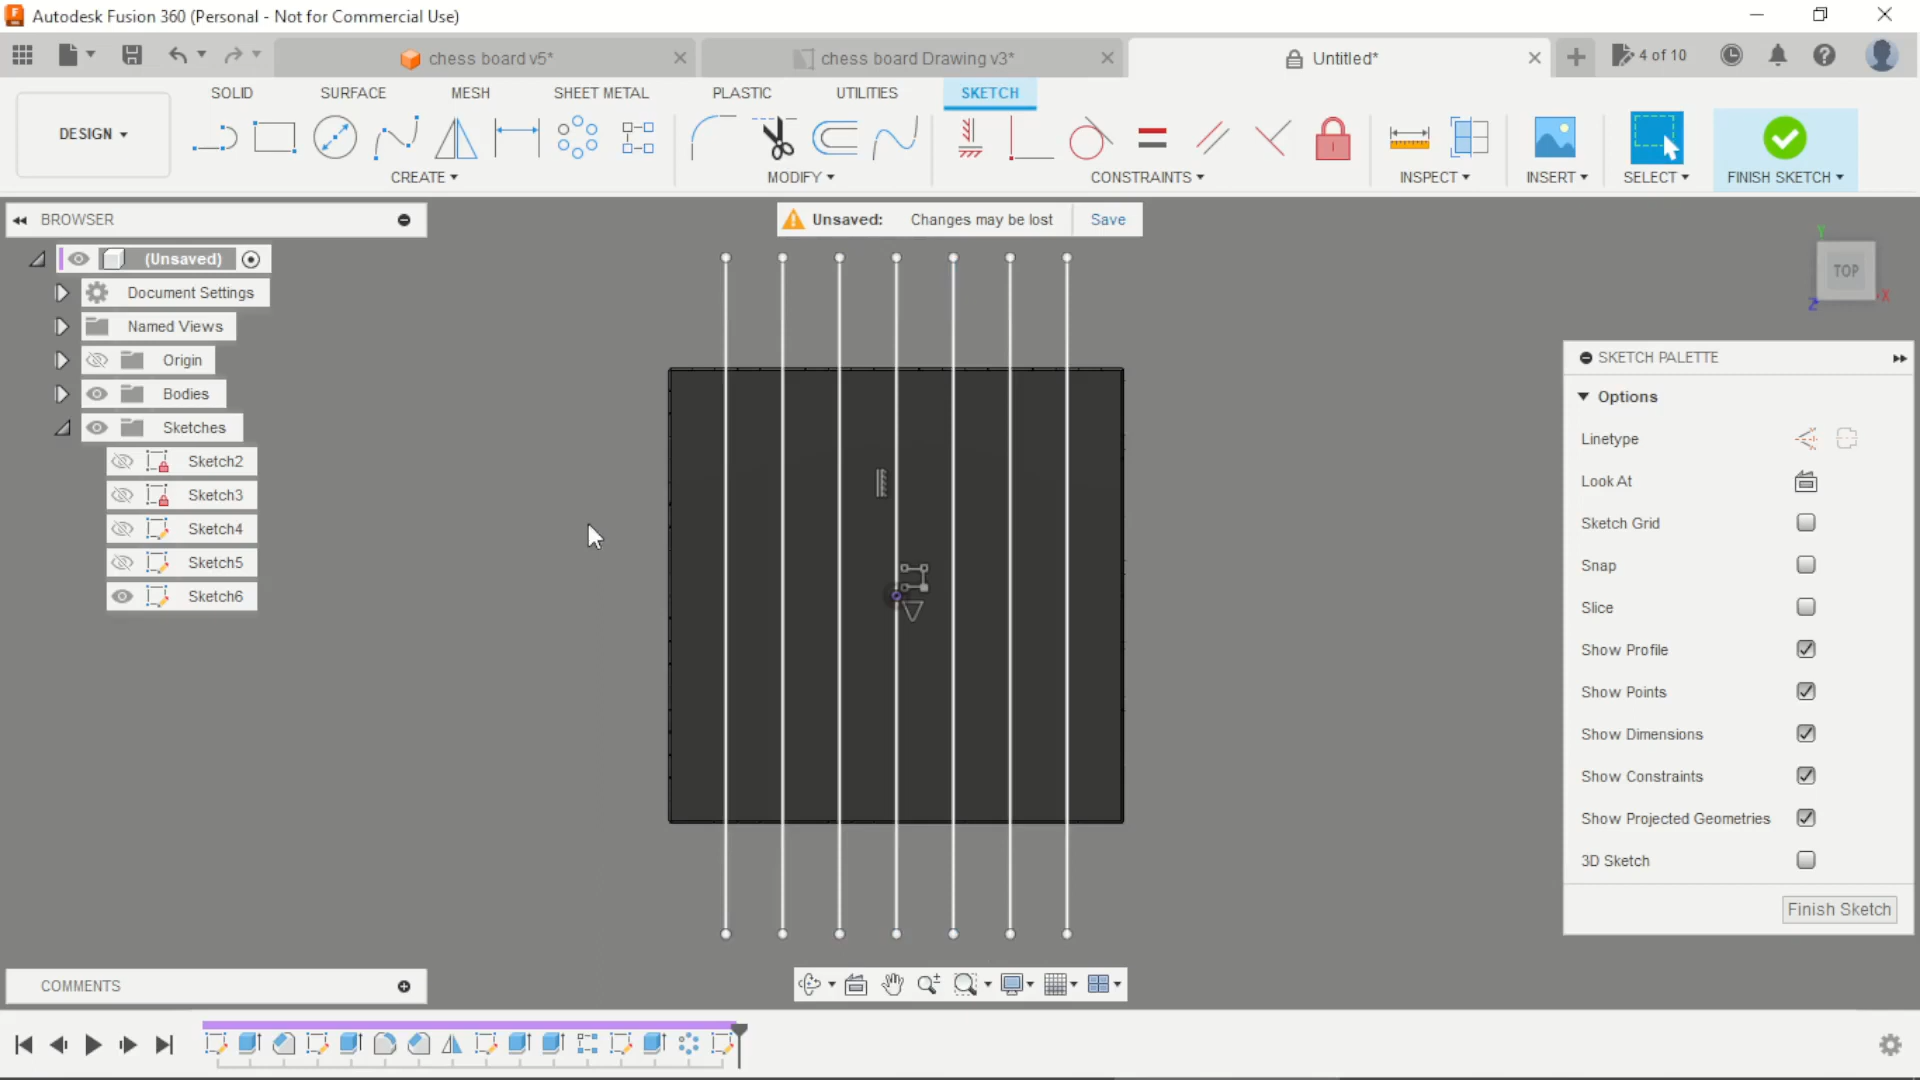 Autodesk Fusion 360 (Personal - Not for Commercial Use)
chess board v5*
chess board Drawing v3*
Untitled*
4 of 10
SOLID
SURFACE
MESH
SHEET METAL
PLASTIC
UTILITIES
SKETCH
DESIGN
CREATE
MODIFY
CONSTRAINTS
INSPECT
INSERT
SELECT
FINISH SKETCH
BROWSER
Unsaved: Changes may be lost Save
(Unsaved)
Document Settings
Named Views
Origin
Bodies
Sketches
Sketch2
Sketch3
Sketch4
Sketch5
Sketch6
Y
TOP
X
Z
SKETCH PALETTE
Options
Linetype
Look At
Sketch Grid
Snap
Slice
Show Profile
Show Points
Show Dimensions
Show Constraints
Show Projected Geometries
3D Sketch
Finish Sketch
COMMENTS